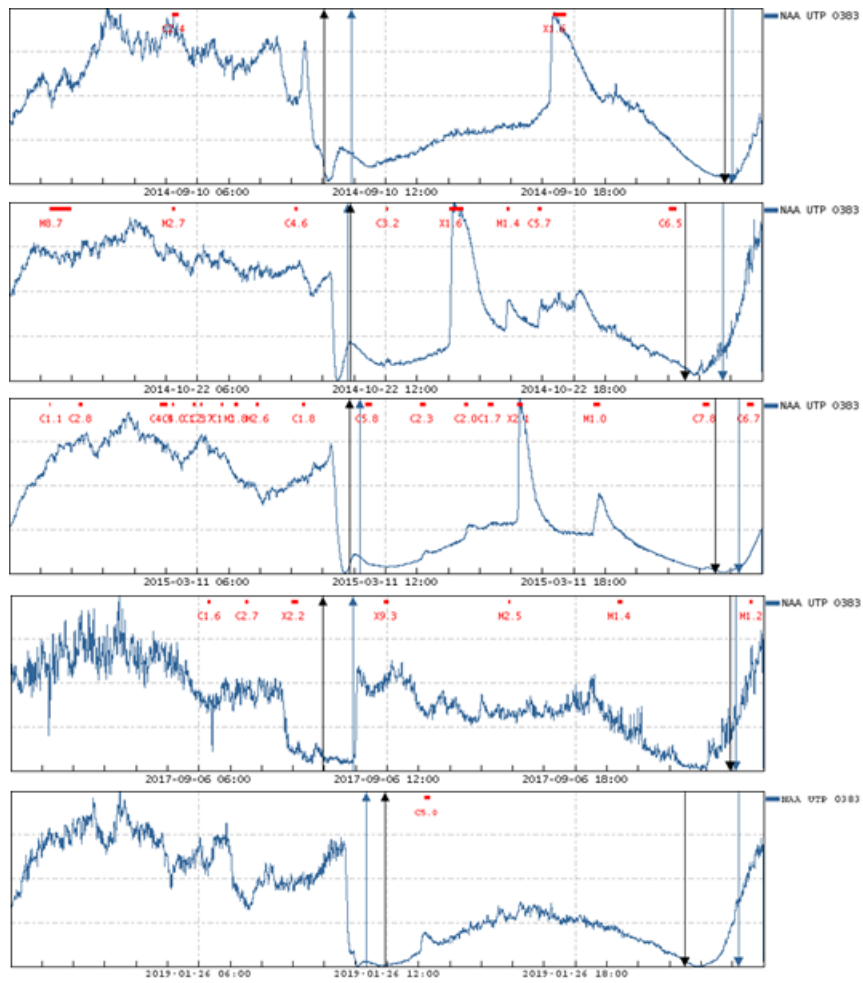 C2.4 X1.6 NAA UTP 0383
2014-09-10 06:00 2014-09-10 12:00 2014-09-10 18:00
NAA UTP 0383
M8.7 M2.7 C4.6 C3.2 X1.6 M1.4 C5.7 C6.5
2014-10-22 06:00 2014-10-22 12:00 2014-10-22 18:00
NAA UTP 0383
C1.1 C2.8 C1.8 C5.8 C2.3 C2.0 C1.7 X2.1 M1.0 C7.8 C6.7
2015-03-11 06:00 2015-03-11 12:00 2015-03-11 18:00
NAA UTP 0383
C1.6 C2.7 X2.2 X9.3 M2.5 M1.4 M1.2
2017-09-06 06:00 2017-09-06 12:00 2017-09-06 18:00
NAA UTP 0383
C5.0
2019-01-26 06:00 2019-01-26 12:00 2019-01-26 18:00